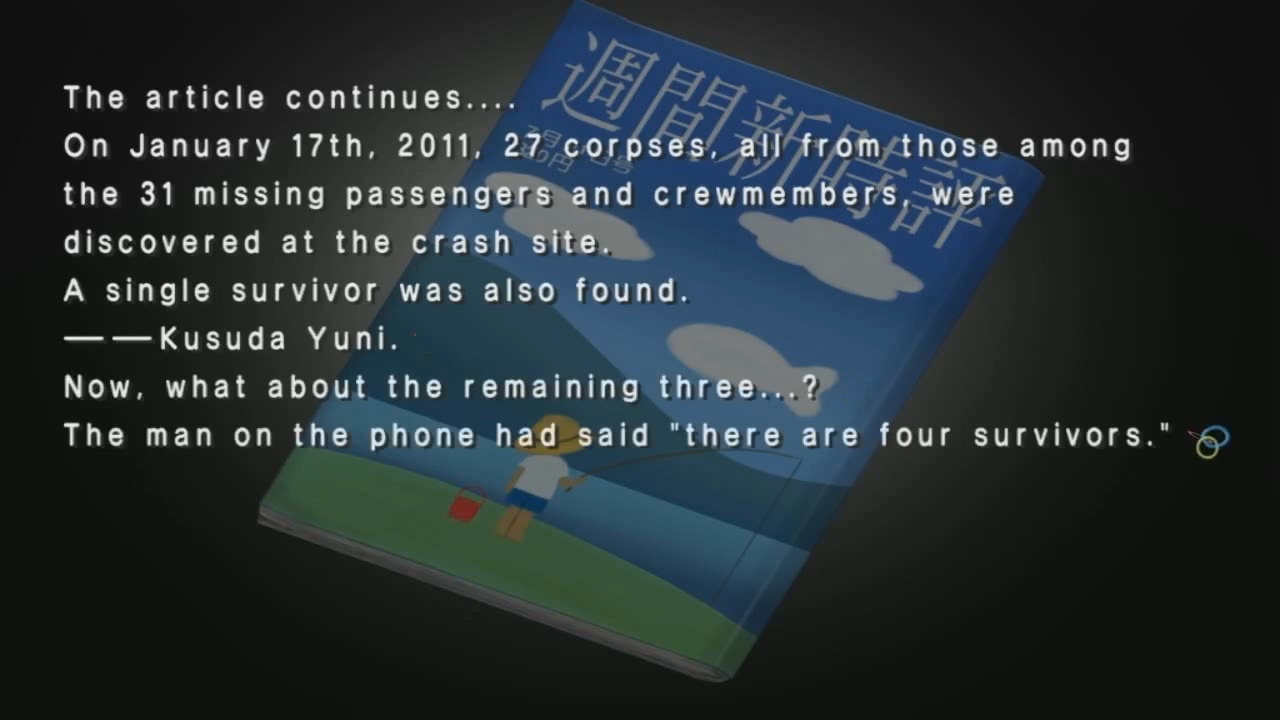 The article continues....
On January 17th, 2011, 27 corpses, all from those among
the 31 missing passengers and crewmembers, were
discovered at the crash site.
A single survivor was also found.
――Kusuda Yuni.
Now, what about the remaining three...?
The man on the phone had said "there are four survivors."
週間新時評